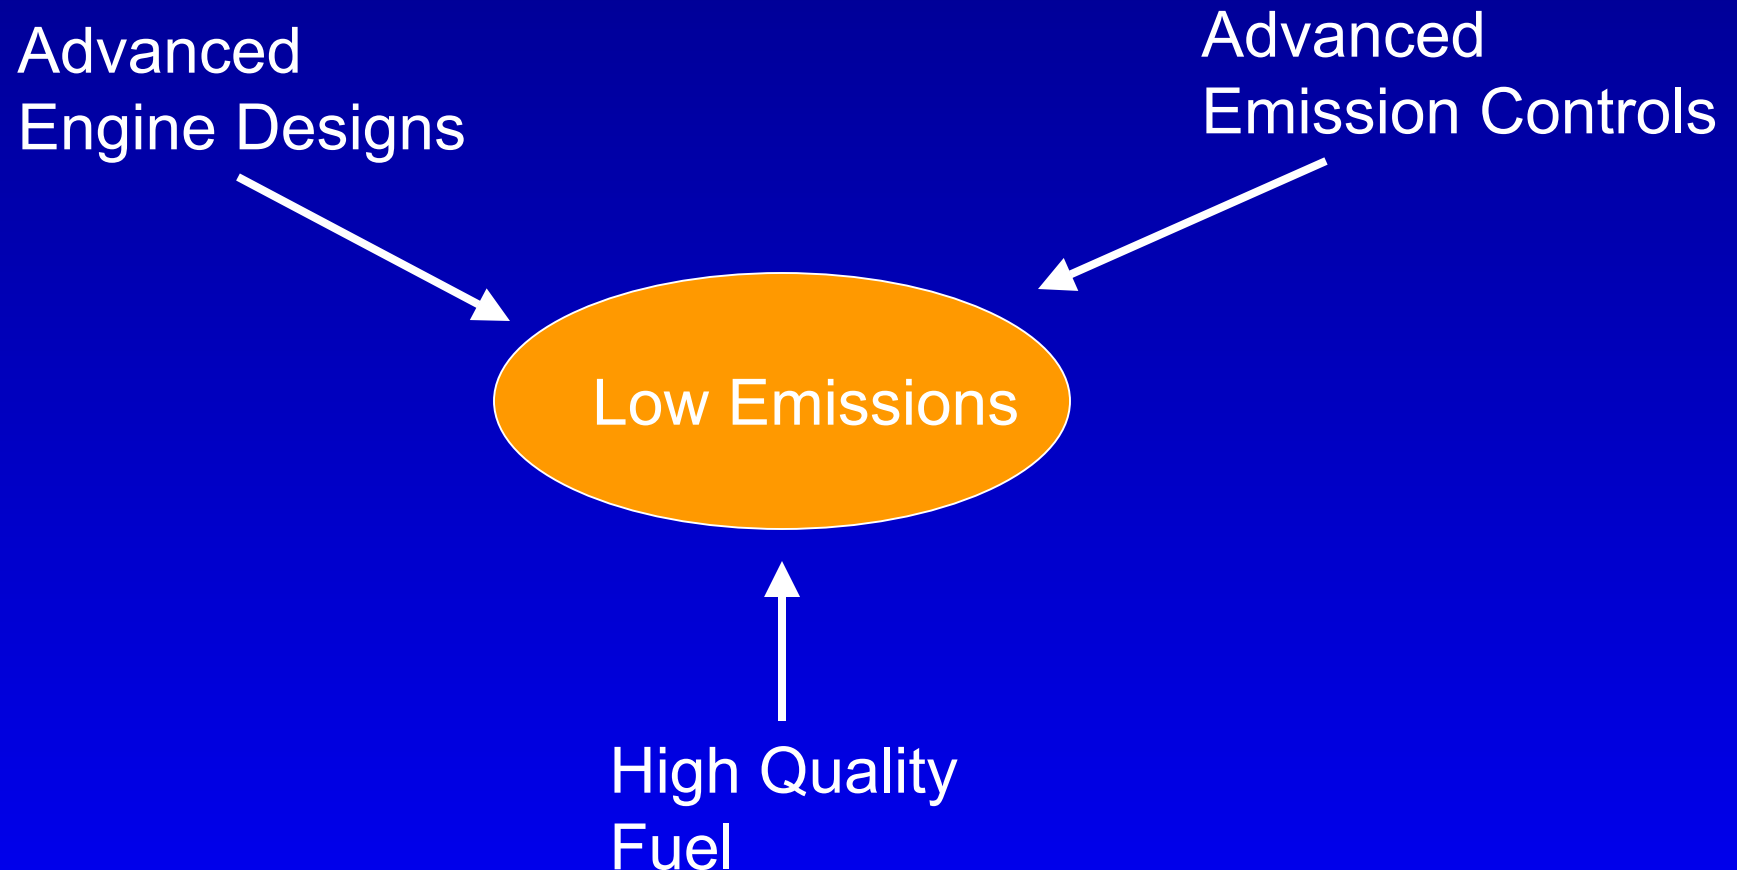 Advanced
Engine Designs
Advanced
Emission Controls
Low Emissions
High Quality
Fuel